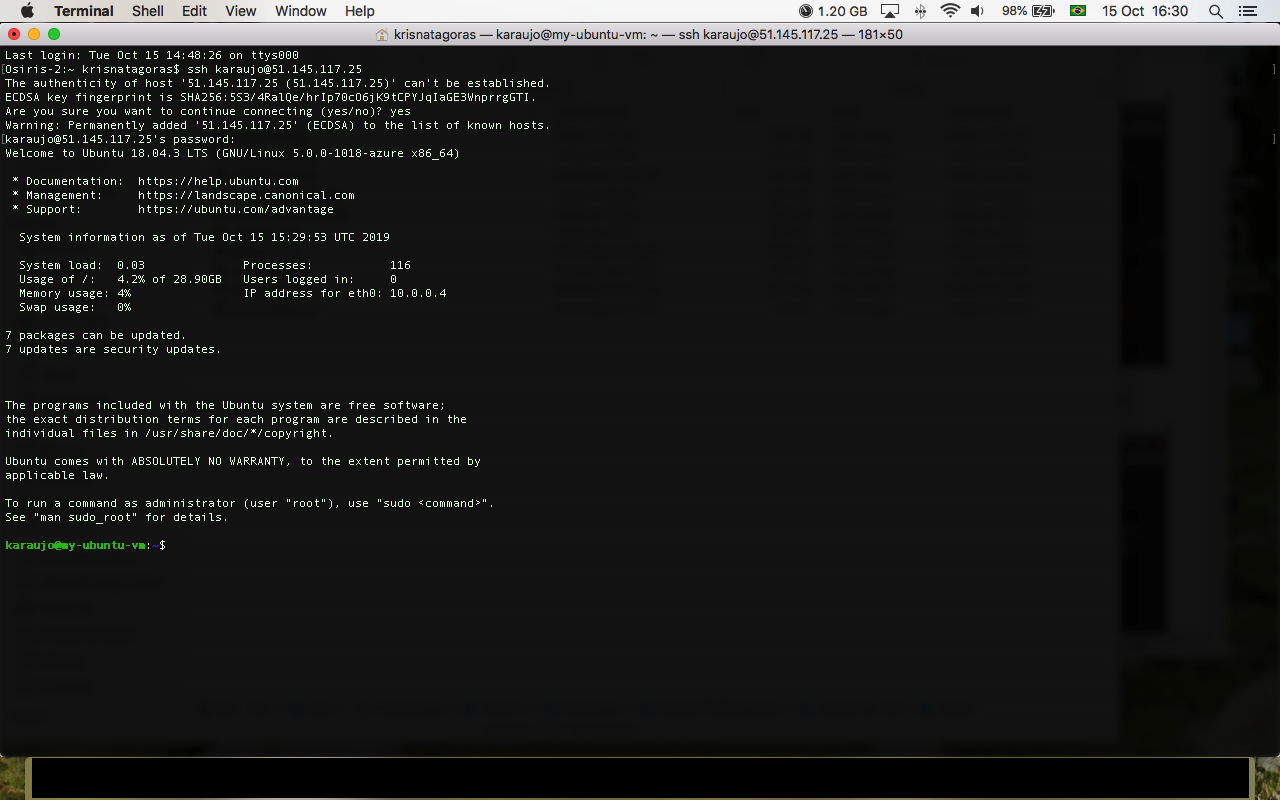 Terminal Shell Edit View Window Help 1.20 GB 98% 15 Oct 16:30
krisnatagoras — karaujo@my-ubuntu-vm: ~ — ssh karaujo@51.145.117.25 — 181×50
Last login: Tue Oct 15 14:48:26 on ttys000
[Osiris-2:~ krisnatagoras$ ssh karaujo@51.145.117.25 ]
The authenticity of host '51.145.117.25 (51.145.117.25)' can't be established.
ECDSA key fingerprint is SHA256:5S3/4RalQe/hrIp70cO6jK9tCPYJqIaGE3WnprrgGTI.
Are you sure you want to continue connecting (yes/no)? yes
Warning: Permanently added '51.145.117.25' (ECDSA) to the list of known hosts.
[karaujo@51.145.117.25's password: ]
Welcome to Ubuntu 18.04.3 LTS (GNU/Linux 5.0.0-1018-azure x86_64)
* Documentation: https://help.ubuntu.com
* Management: https://landscape.canonical.com
* Support: https://ubuntu.com/advantage
System information as of Tue Oct 15 15:29:53 UTC 2019
System load: 0.03 Processes: 116
Usage of /: 4.2% of 28.90GB Users logged in: 0
Memory usage: 4% IP address for eth0: 10.0.0.4
Swap usage: 0%
7 packages can be updated.
7 updates are security updates.
The programs included with the Ubuntu system are free software;
the exact distribution terms for each program are described in the
individual files in /usr/share/doc/*/copyright.
Ubuntu comes with ABSOLUTELY NO WARRANTY, to the extent permitted by
applicable law.
To run a command as administrator (user "root"), use "sudo <command>".
See "man sudo_root" for details.
karaujo@my-ubuntu-vm:~$